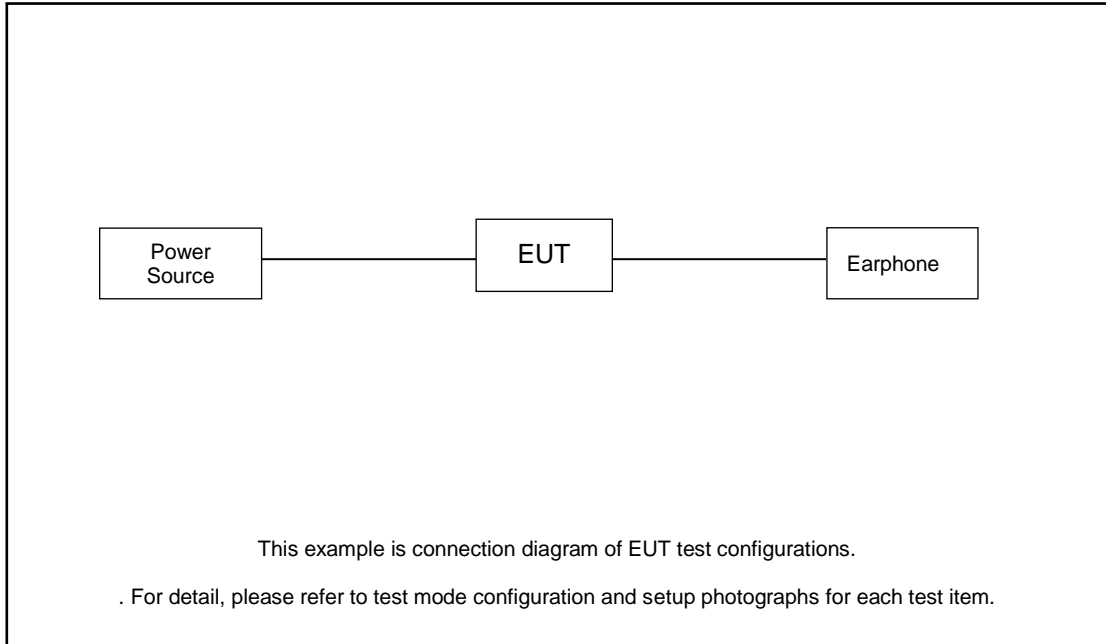 Power
Source
EUT
Earphone
This example is connection diagram of EUT test configurations.
. For detail, please refer to test mode configuration and setup photographs for each test item.